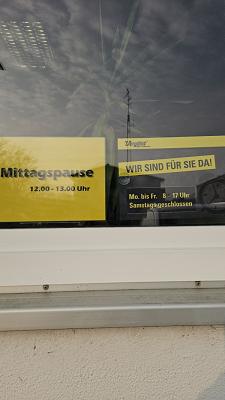 Mittagspause
12.00 - 13.00 Uhr
WIR SIND FÜR SIE DA!
Mo. bis Fr. 8 - 17 Uhr
Samstags geschlossen